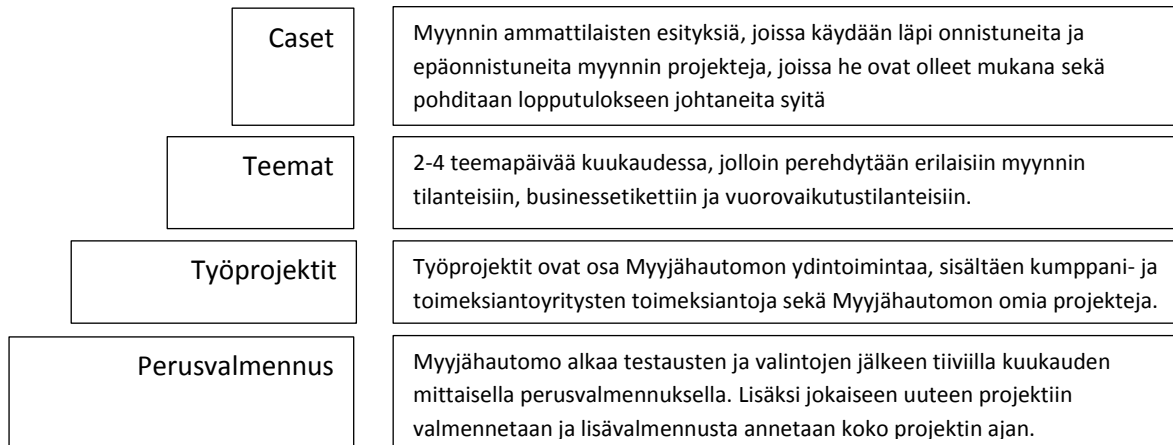 Caset
Myynnin ammattilaisten esityksiä, joissa käydään läpi onnistuneita ja
epäonnistuneita myynnin projekteja, joissa he ovat olleet mukana sekä
pohditaan lopputulokseen johtaneita syitä
Teemat
2-4 teemapäivää kuukaudessa, jolloin perehdytään erilaisiin myynnin
tilanteisiin, businessetikettiin ja vuorovaikutustilanteisiin.
Työprojektit
Työprojektit ovat osa Myyjähautomon ydintoimintaa, sisältäen kumppani- ja
toimeksiantoyritysten toimeksiantoja sekä Myyjähautomon omia projekteja.
Perusvalmennus
Myyjähautomo alkaa testausten ja valintojen jälkeen tiiviilla kuukauden
mittaisella perusvalmennuksella. Lisäksi jokaiseen uuteen projektiin
valmennetaan ja lisävalmennusta annetaan koko projektin ajan.